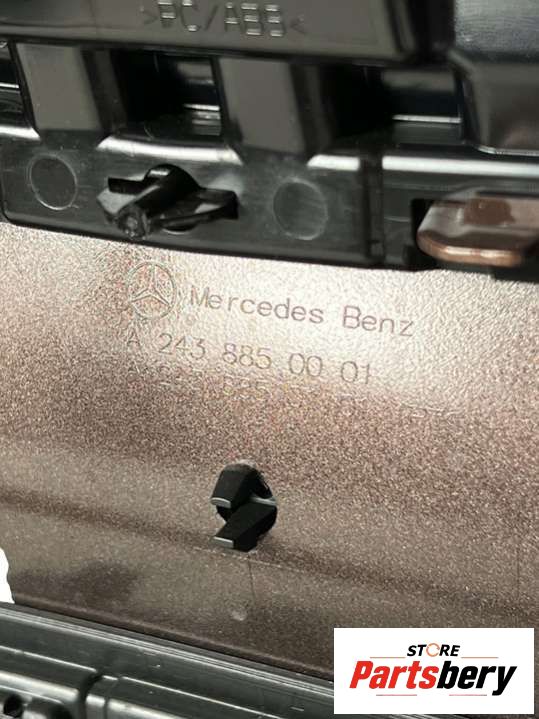 >PC/ABS<
Mercedes Benz
A 243 885 00 01
STORE
Partsbery